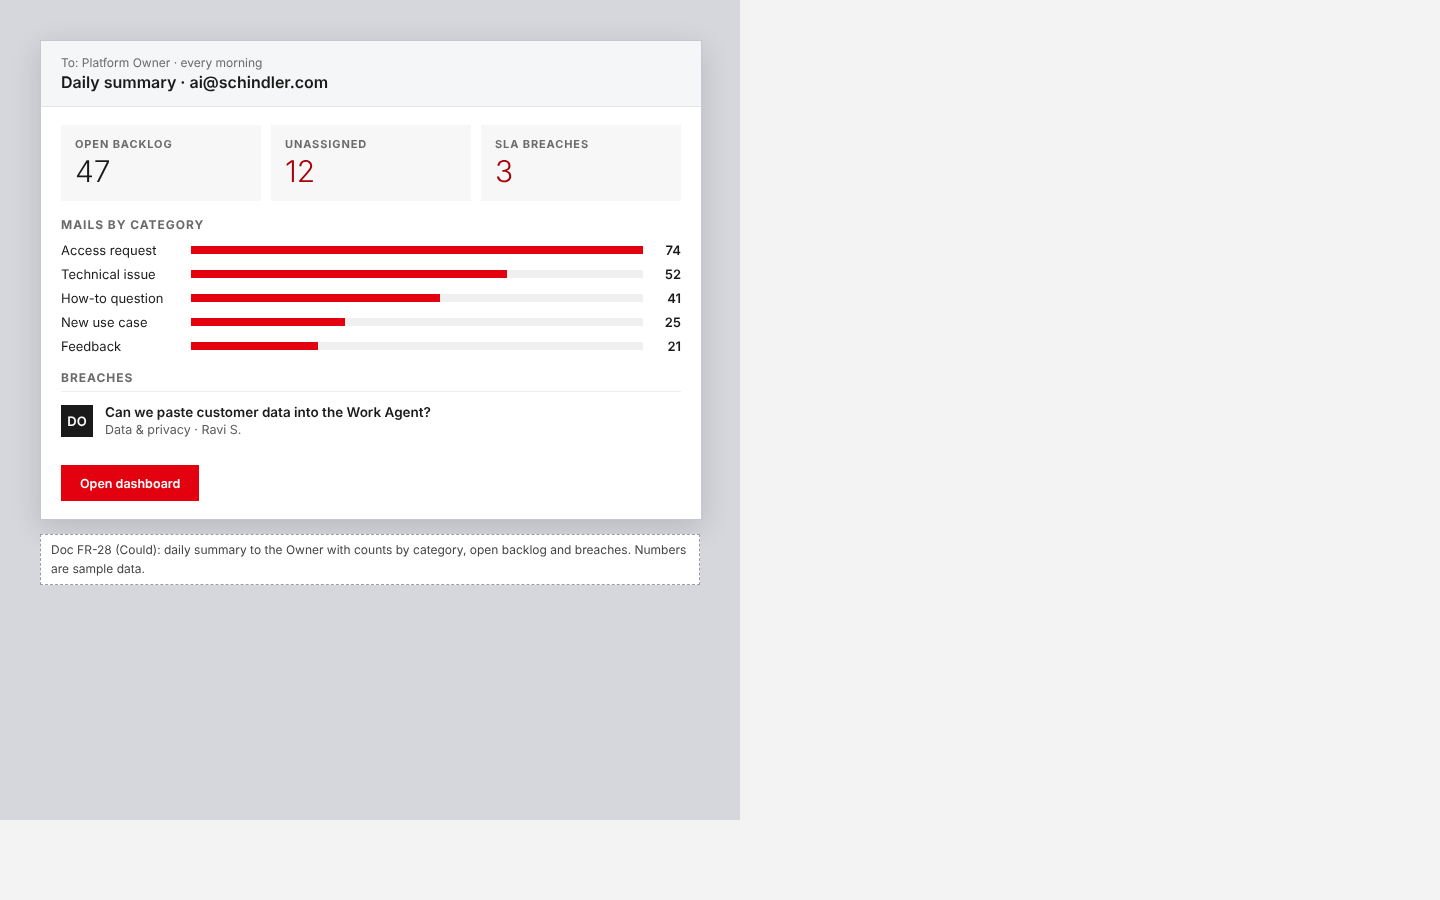 To: Platform Owner · every morning
Daily summary · ai@schindler.com
OPEN BACKLOG
47
UNASSIGNED
12
SLA BREACHES
3
MAILS BY CATEGORY
Access request 74
Technical issue 52
How-to question 41
New use case 25
Feedback 21
BREACHES
DO
Can we paste customer data into the Work Agent?
Data & privacy · Ravi S.
Open dashboard
Doc FR-28 (Could): daily summary to the Owner with counts by category, open backlog and breaches. Numbers
are sample data.